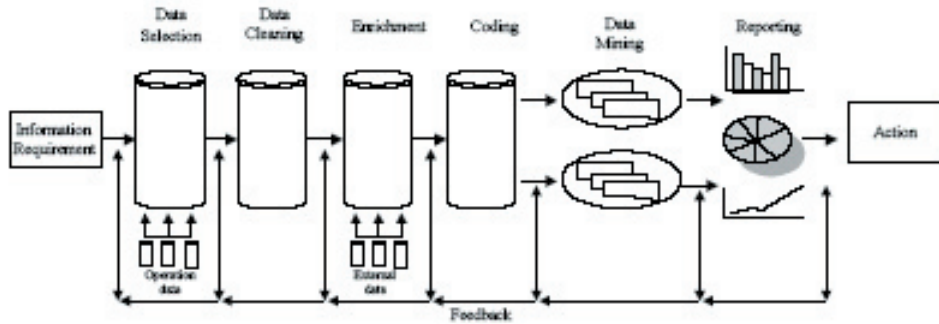 Data
Selection
Data
Cleaning
Enrichment
Coding
Data
Mining
Reporting
Information
Requirement
Action
Operation
data
External
data
Feedback